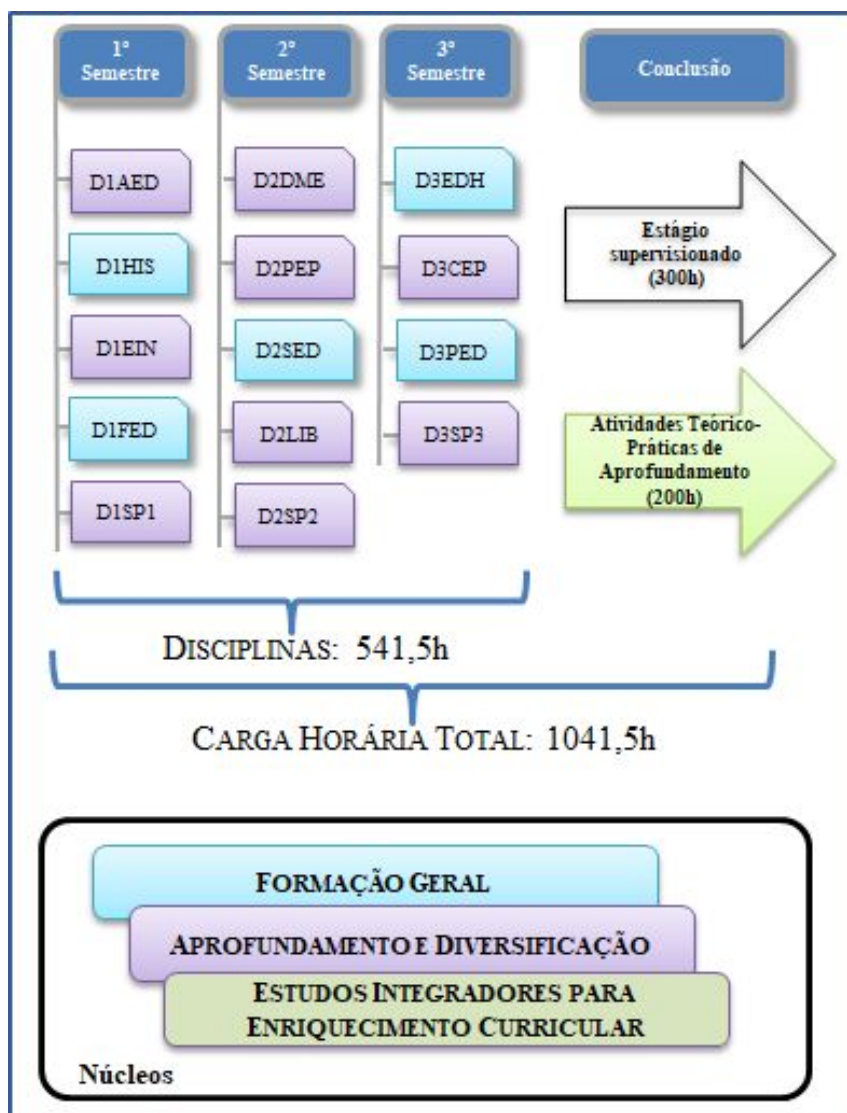 1º
Semestre
2º
Semestre
3º
Semestre
Conclusão
D1AED
D1HIS
D1EIN
D1FED
D1SP1
D2DME
D2PEP
D2SED
D2LIB
D2SP2
D3EDH
D3CEP
D3PED
D3SP3
Estágio
supervisionado
(300h)
Atividades Teórico-
Práticas de
Aprofundamento
(200h)
DISCIPLINAS: 541,5h
CARGA HORÁRIA TOTAL: 1041,5h
FORMAÇÃO GERAL
APROFUNDAMENTO E DIVERSIFICAÇÃO
ESTUDOS INTEGRADORES PARA
ENRIQUECIMENTO CURRICULAR
Núcleos